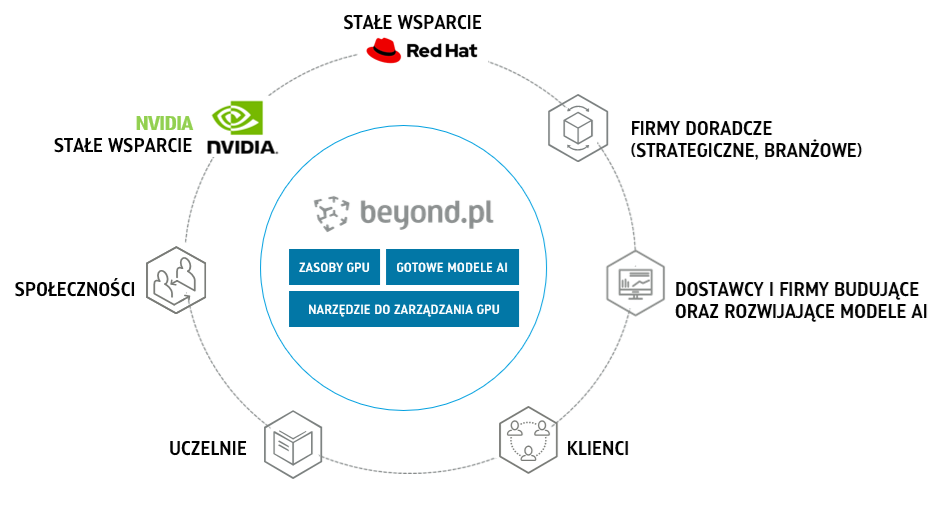 STAŁE WSPARCIE
Red Hat
NVIDIA
STAŁE WSPARCIE
NVIDIA.
FIRMY DORADCZE
(STRATEGICZNE, BRANŻOWE)
beyond.pl
ZASOBY GPU
GOTOWE MODELE AI
NARZĘDZIE DO ZARZĄDZANIA GPU
SPOŁECZNOŚCI
DOSTAWCY I FIRMY BUDUJĄCE
ORAZ ROZWIJAJĄCE MODELE AI
UCZELNIE
KLIENCI